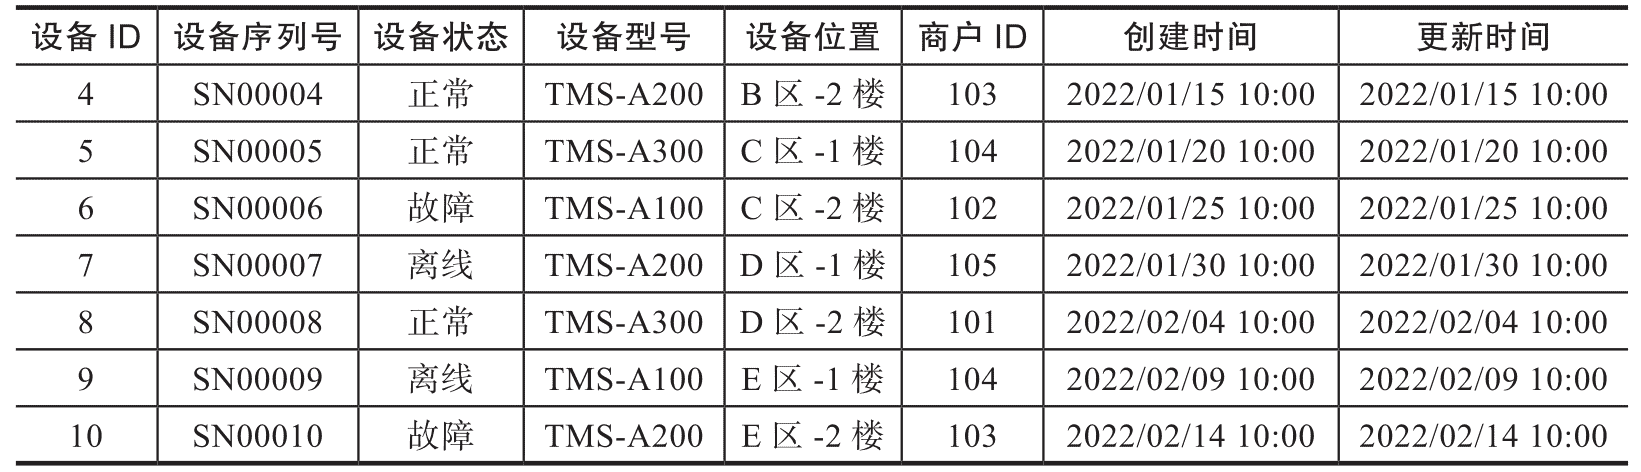 设备 ID 设备序列号 设备状态 设备型号 设备位置 商户 ID 创建时间 更新时间
4 SN00004 正常 TMS-A200 B 区 -2 楼 103 2022/01/15 10:00 2022/01/15 10:00
5 SN00005 正常 TMS-A300 C 区 -1 楼 104 2022/01/20 10:00 2022/01/20 10:00
6 SN00006 故障 TMS-A100 C 区 -2 楼 102 2022/01/25 10:00 2022/01/25 10:00
7 SN00007 离线 TMS-A200 D 区 -1 楼 105 2022/01/30 10:00 2022/01/30 10:00
8 SN00008 正常 TMS-A300 D 区 -2 楼 101 2022/02/04 10:00 2022/02/04 10:00
9 SN00009 离线 TMS-A100 E 区 -1 楼 104 2022/02/09 10:00 2022/02/09 10:00
10 SN00010 故障 TMS-A200 E 区 -2 楼 103 2022/02/14 10:00 2022/02/14 10:00